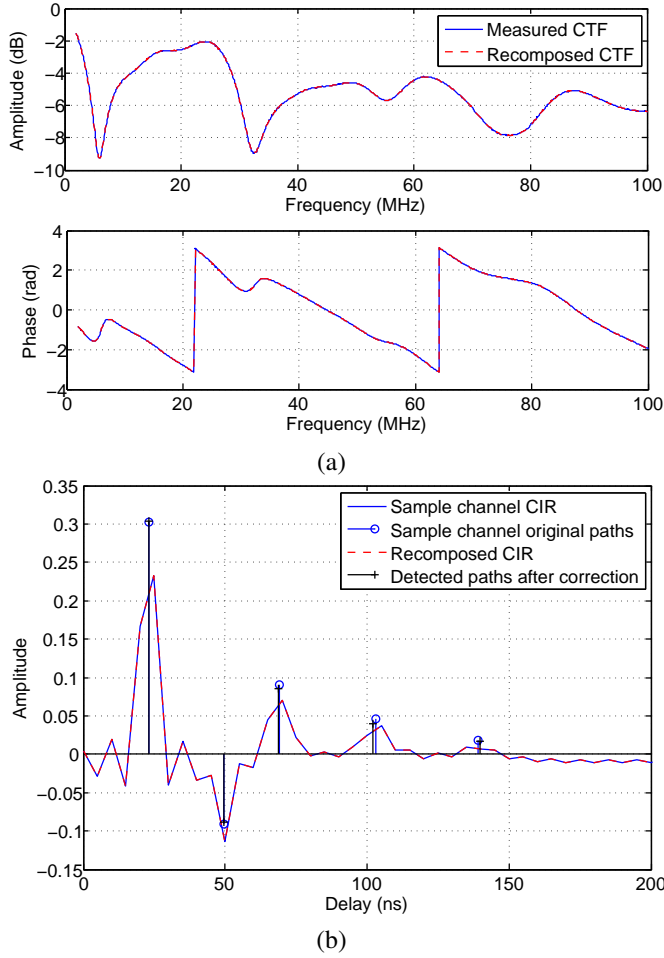 0
−2
−4
−6
−8
−10
Amplitude (dB)
Measured CTF
Recomposed CTF
0 20 40 60 80 100
Frequency (MHz)
4
2
0
−2
−4
Phase (rad)
0 20 40 60 80 100
Frequency (MHz)
(a)
0.35
0.3
0.25
0.2
0.15
0.1
0.05
0
−0.05
−0.1
−0.15
Amplitude
Sample channel CIR
Sample channel original paths
Recomposed CIR
Detected paths after correction
0 50 100 150 200
Delay (ns)
(b)